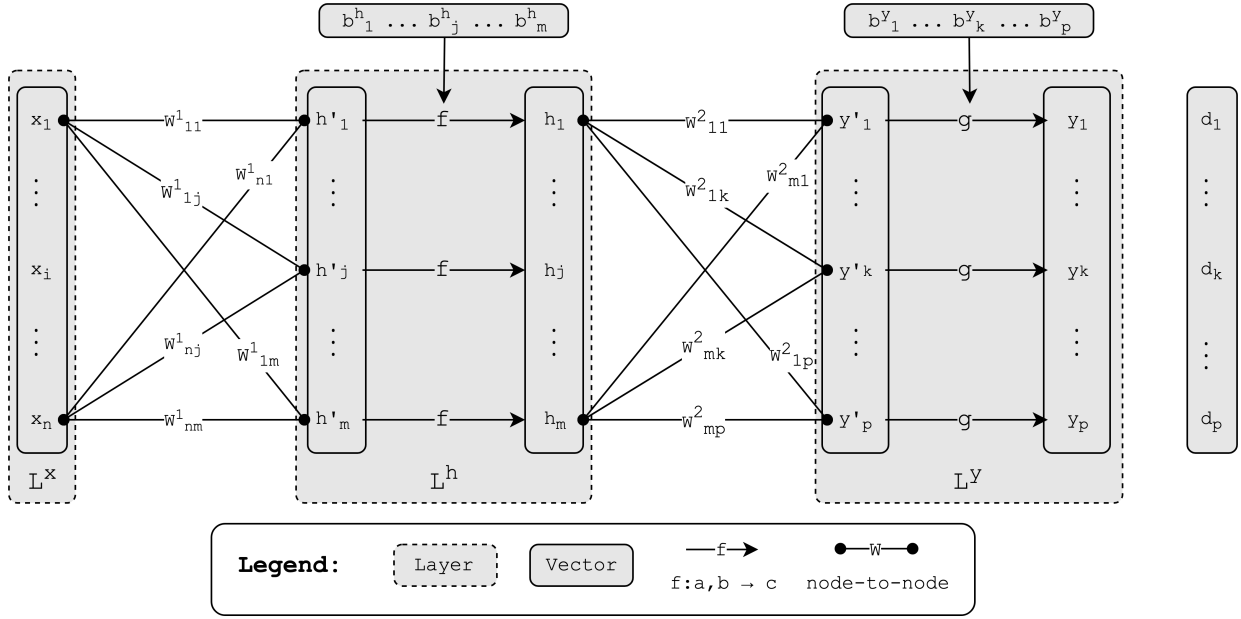 b^h_1 ... b^h_j ... b^h_m
b^y_1 ... b^y_k ... b^y_p
x_1 W^1_11 h'_1 f h_1 W^2_11 y'_1 g y_1 d_1
W^1_n1 W^2_m1
⋮ W^1_1j ⋮ ⋮ W^2_1k ⋮ ⋮ ⋮
x_i h'_j f h_j y'_k g y_k d_k
⋮ W^1_nj W^1_1m ⋮ ⋮ W^2_mk W^2_1p ⋮ ⋮ ⋮
x_n W^1_nm h'_m f h_m W^2_mp y'_p g y_p d_p
L^x L^h L^y
Legend: Layer Vector f W
f:a,b → c node-to-node